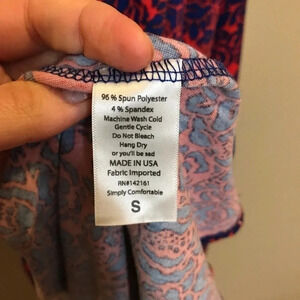 96 % Spun Polyester
4 % Spandex
Machine Wash Cold
Gentle Cycle
Do Not Bleach
Hang Dry
or you'll be sad
MADE IN USA
Fabric Imported
RN#142161
Simply Comfortable
S